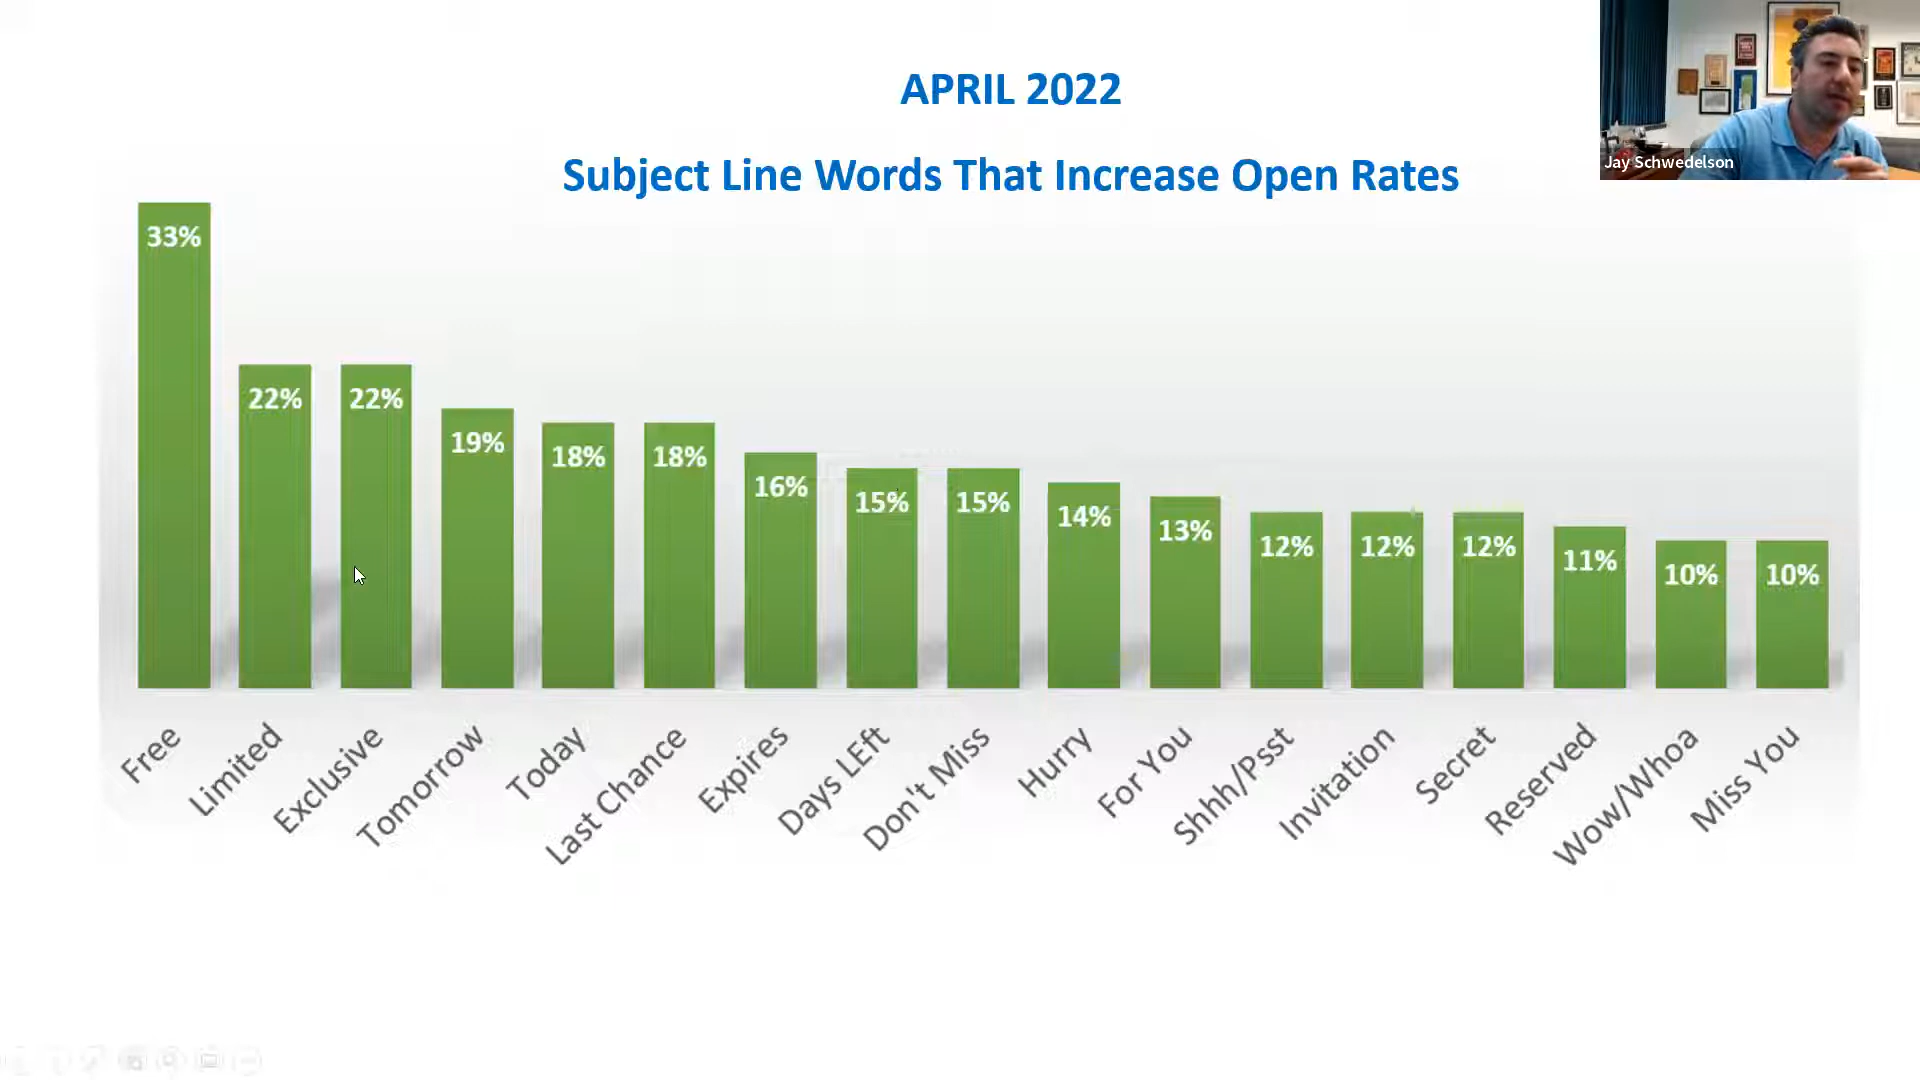 APRIL 2022
Subject Line Words That Increase Open Rates
Jay Schwedelson
33%
22%
22%
19%
18%
18%
16%
15%
15%
14%
13%
12%
12%
12%
11%
10%
10%
Free
Limited
Exclusive
Tomorrow
Today
Last Chance
Expires
Days LEft
Don't Miss
Hurry
For You
Shhh/Psst
Invitation
Secret
Reserved
Wow/Whoa
Miss You